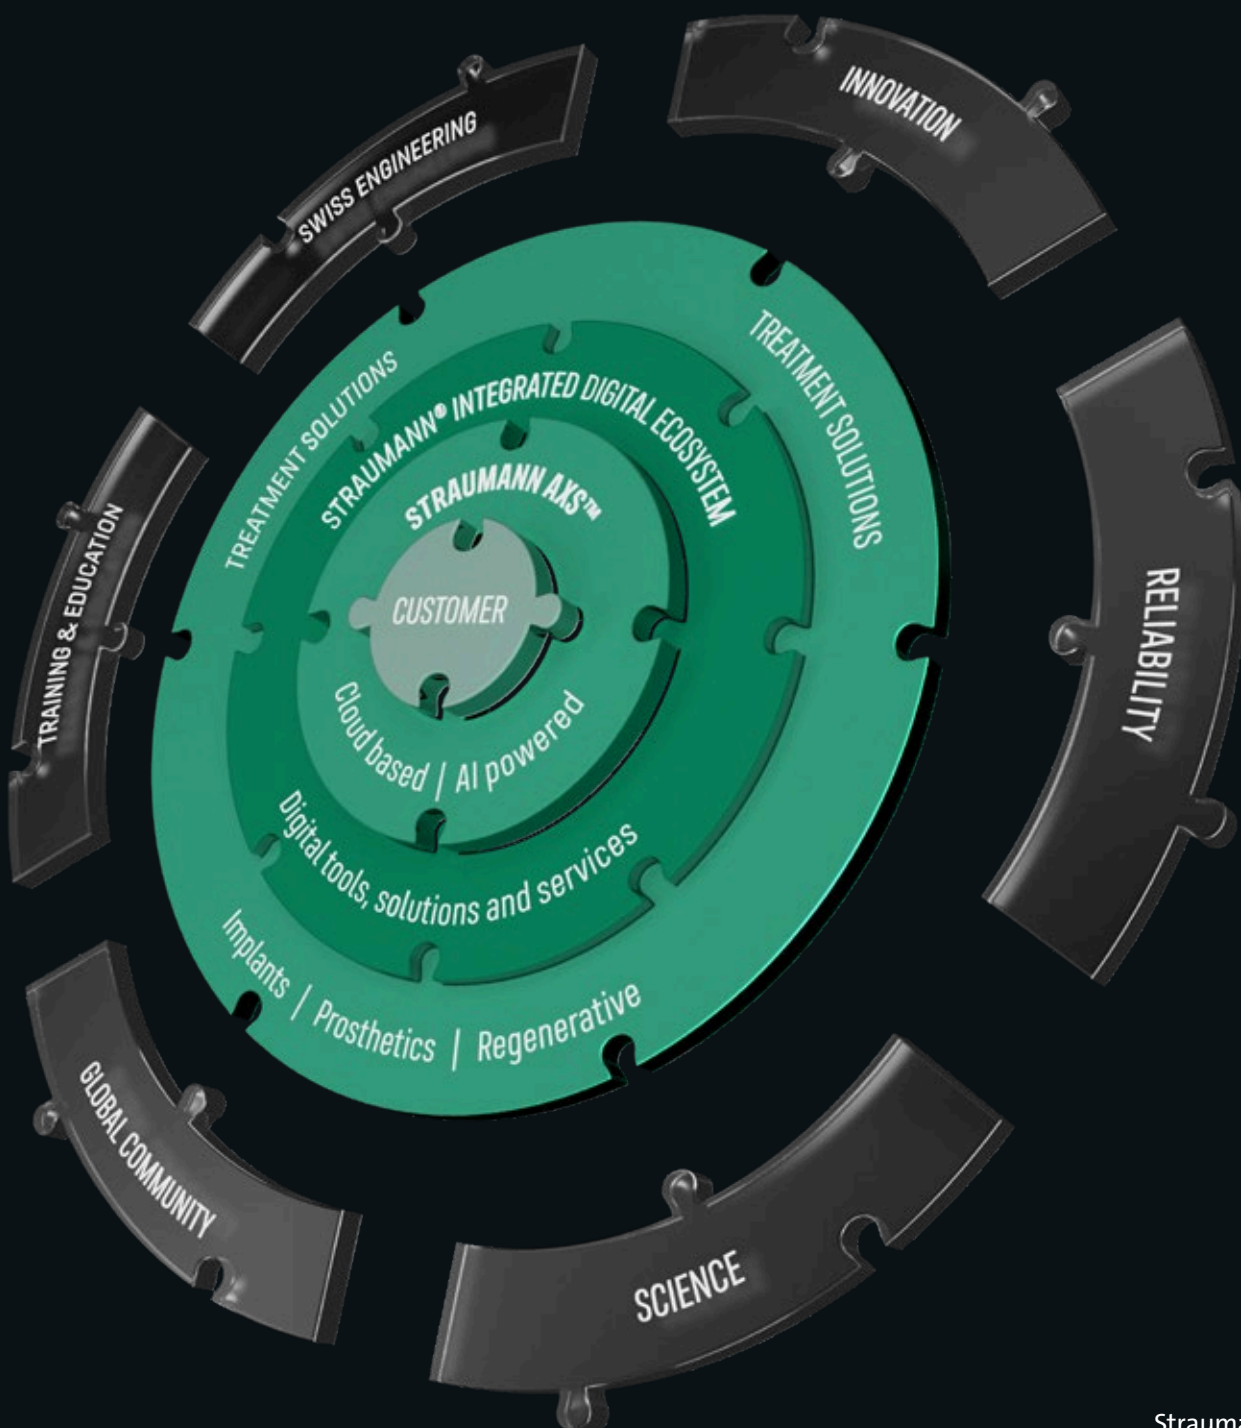 INNOVATION
SWISS ENGINEERING
TREATMENT SOLUTIONS
TREATMENT SOLUTIONS
STRAUMANN® INTEGRATED DIGITAL ECOSYSTEM
STRAUMANN AXS™
CUSTOMER
TRAINING & EDUCATION
RELIABILITY
Cloud based | AI powered
Digital tools, solutions and services
Implants | Prosthetics | Regenerative
GLOBAL COMMUNITY
SCIENCE